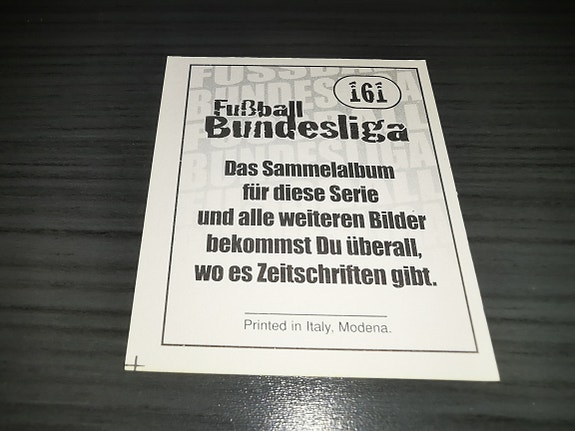 161
Fußball
Bundesliga
Das Sammelalbum
für diese Serie
und alle weiteren Bilder
bekommst Du überall,
wo es Zeitschriften gibt.
Printed in Italy, Modena.